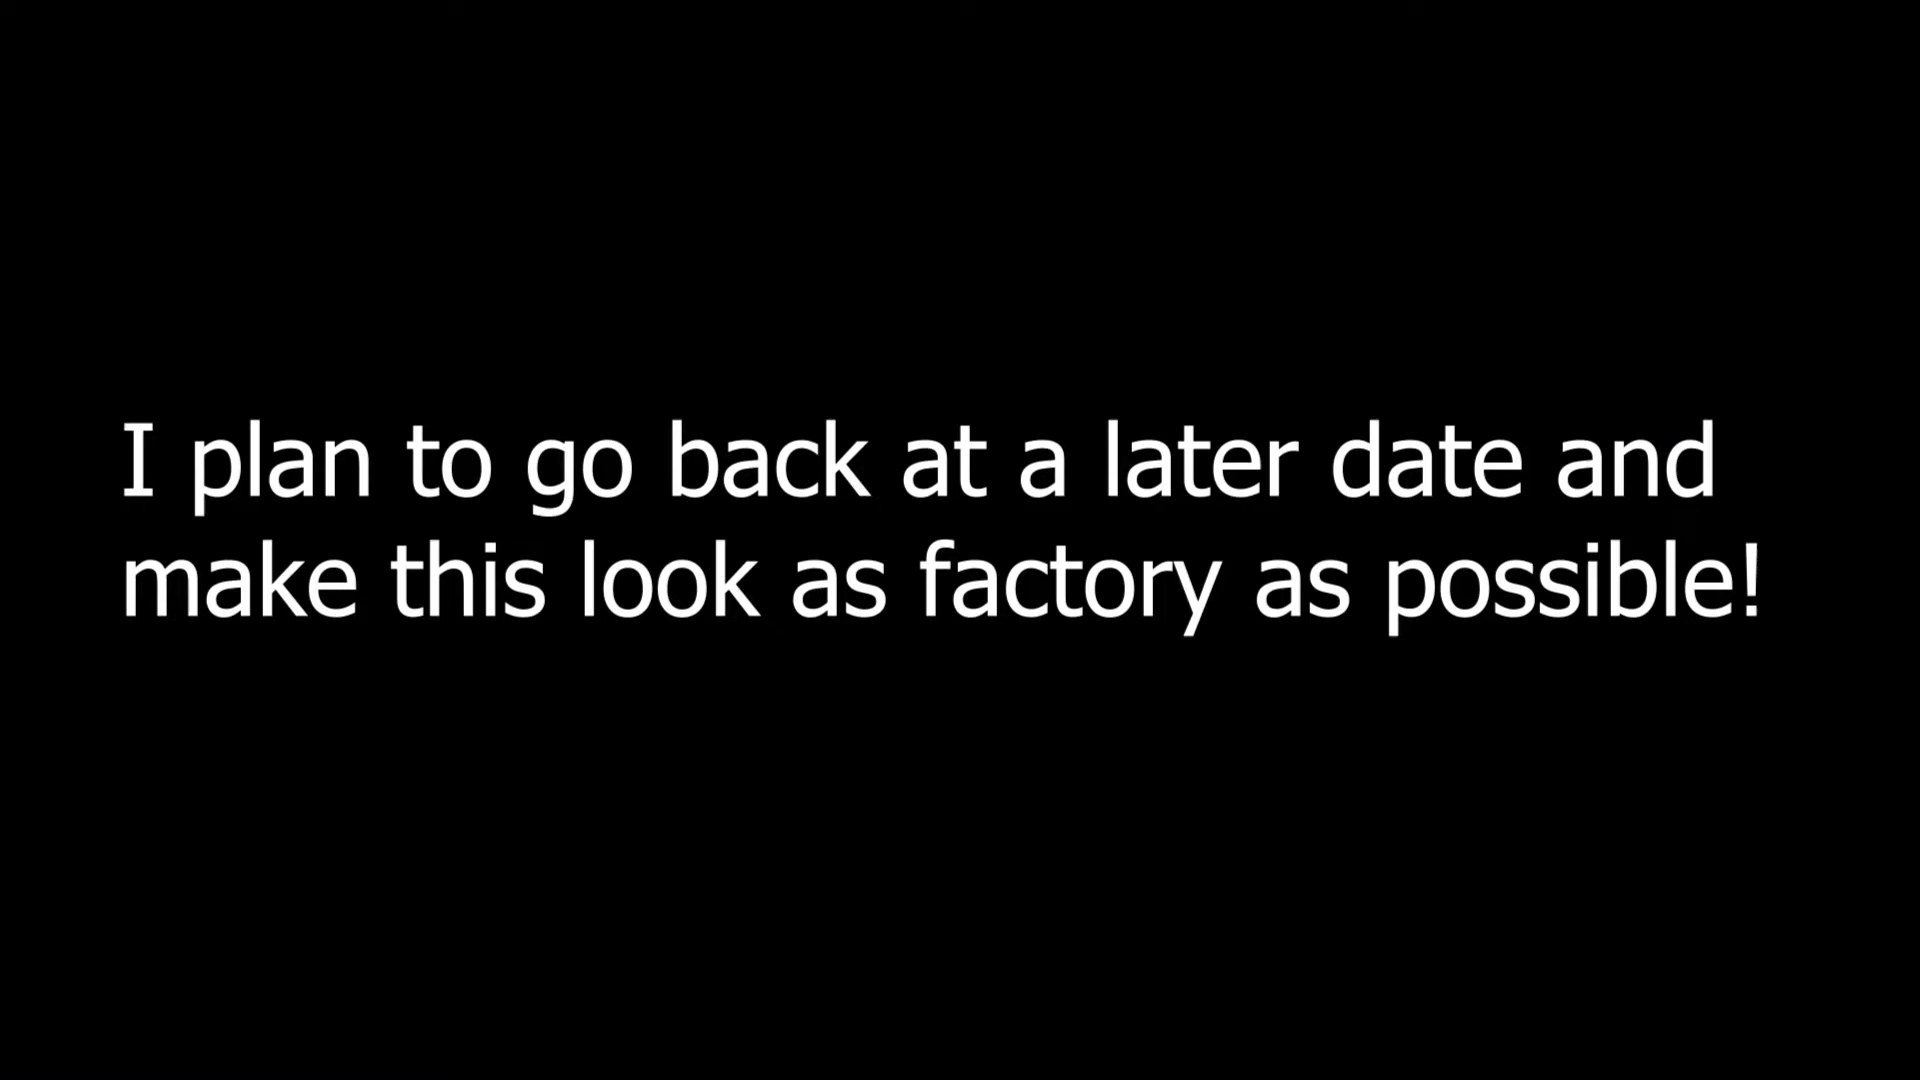 I plan to go back at a later date and
make this look as factory as possible!